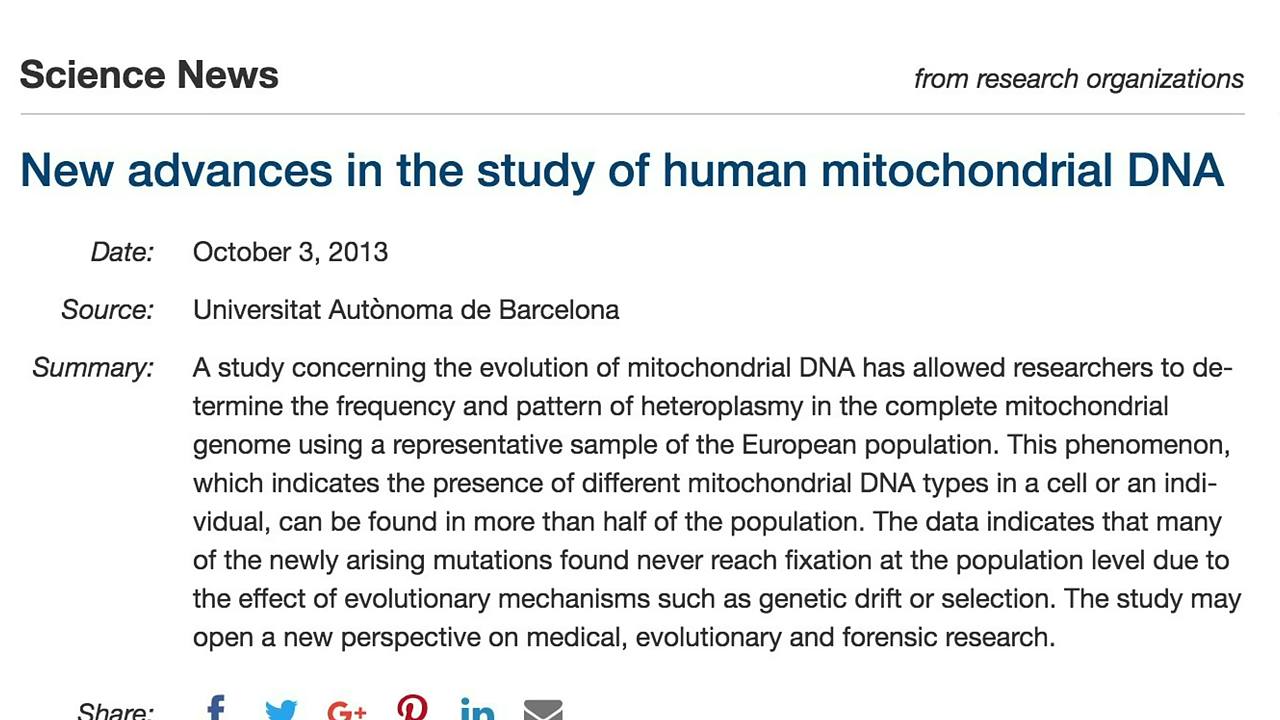 Science News
from research organizations
New advances in the study of human mitochondrial DNA
Date: October 3, 2013
Source: Universitat Autònoma de Barcelona
Summary: A study concerning the evolution of mitochondrial DNA has allowed researchers to de-
termine the frequency and pattern of heteroplasmy in the complete mitochondrial
genome using a representative sample of the European population. This phenomenon,
which indicates the presence of different mitochondrial DNA types in a cell or an indi-
vidual, can be found in more than half of the population. The data indicates that many
of the newly arising mutations found never reach fixation at the population level due to
the effect of evolutionary mechanisms such as genetic drift or selection. The study may
open a new perspective on medical, evolutionary and forensic research.
Share: f G+ in